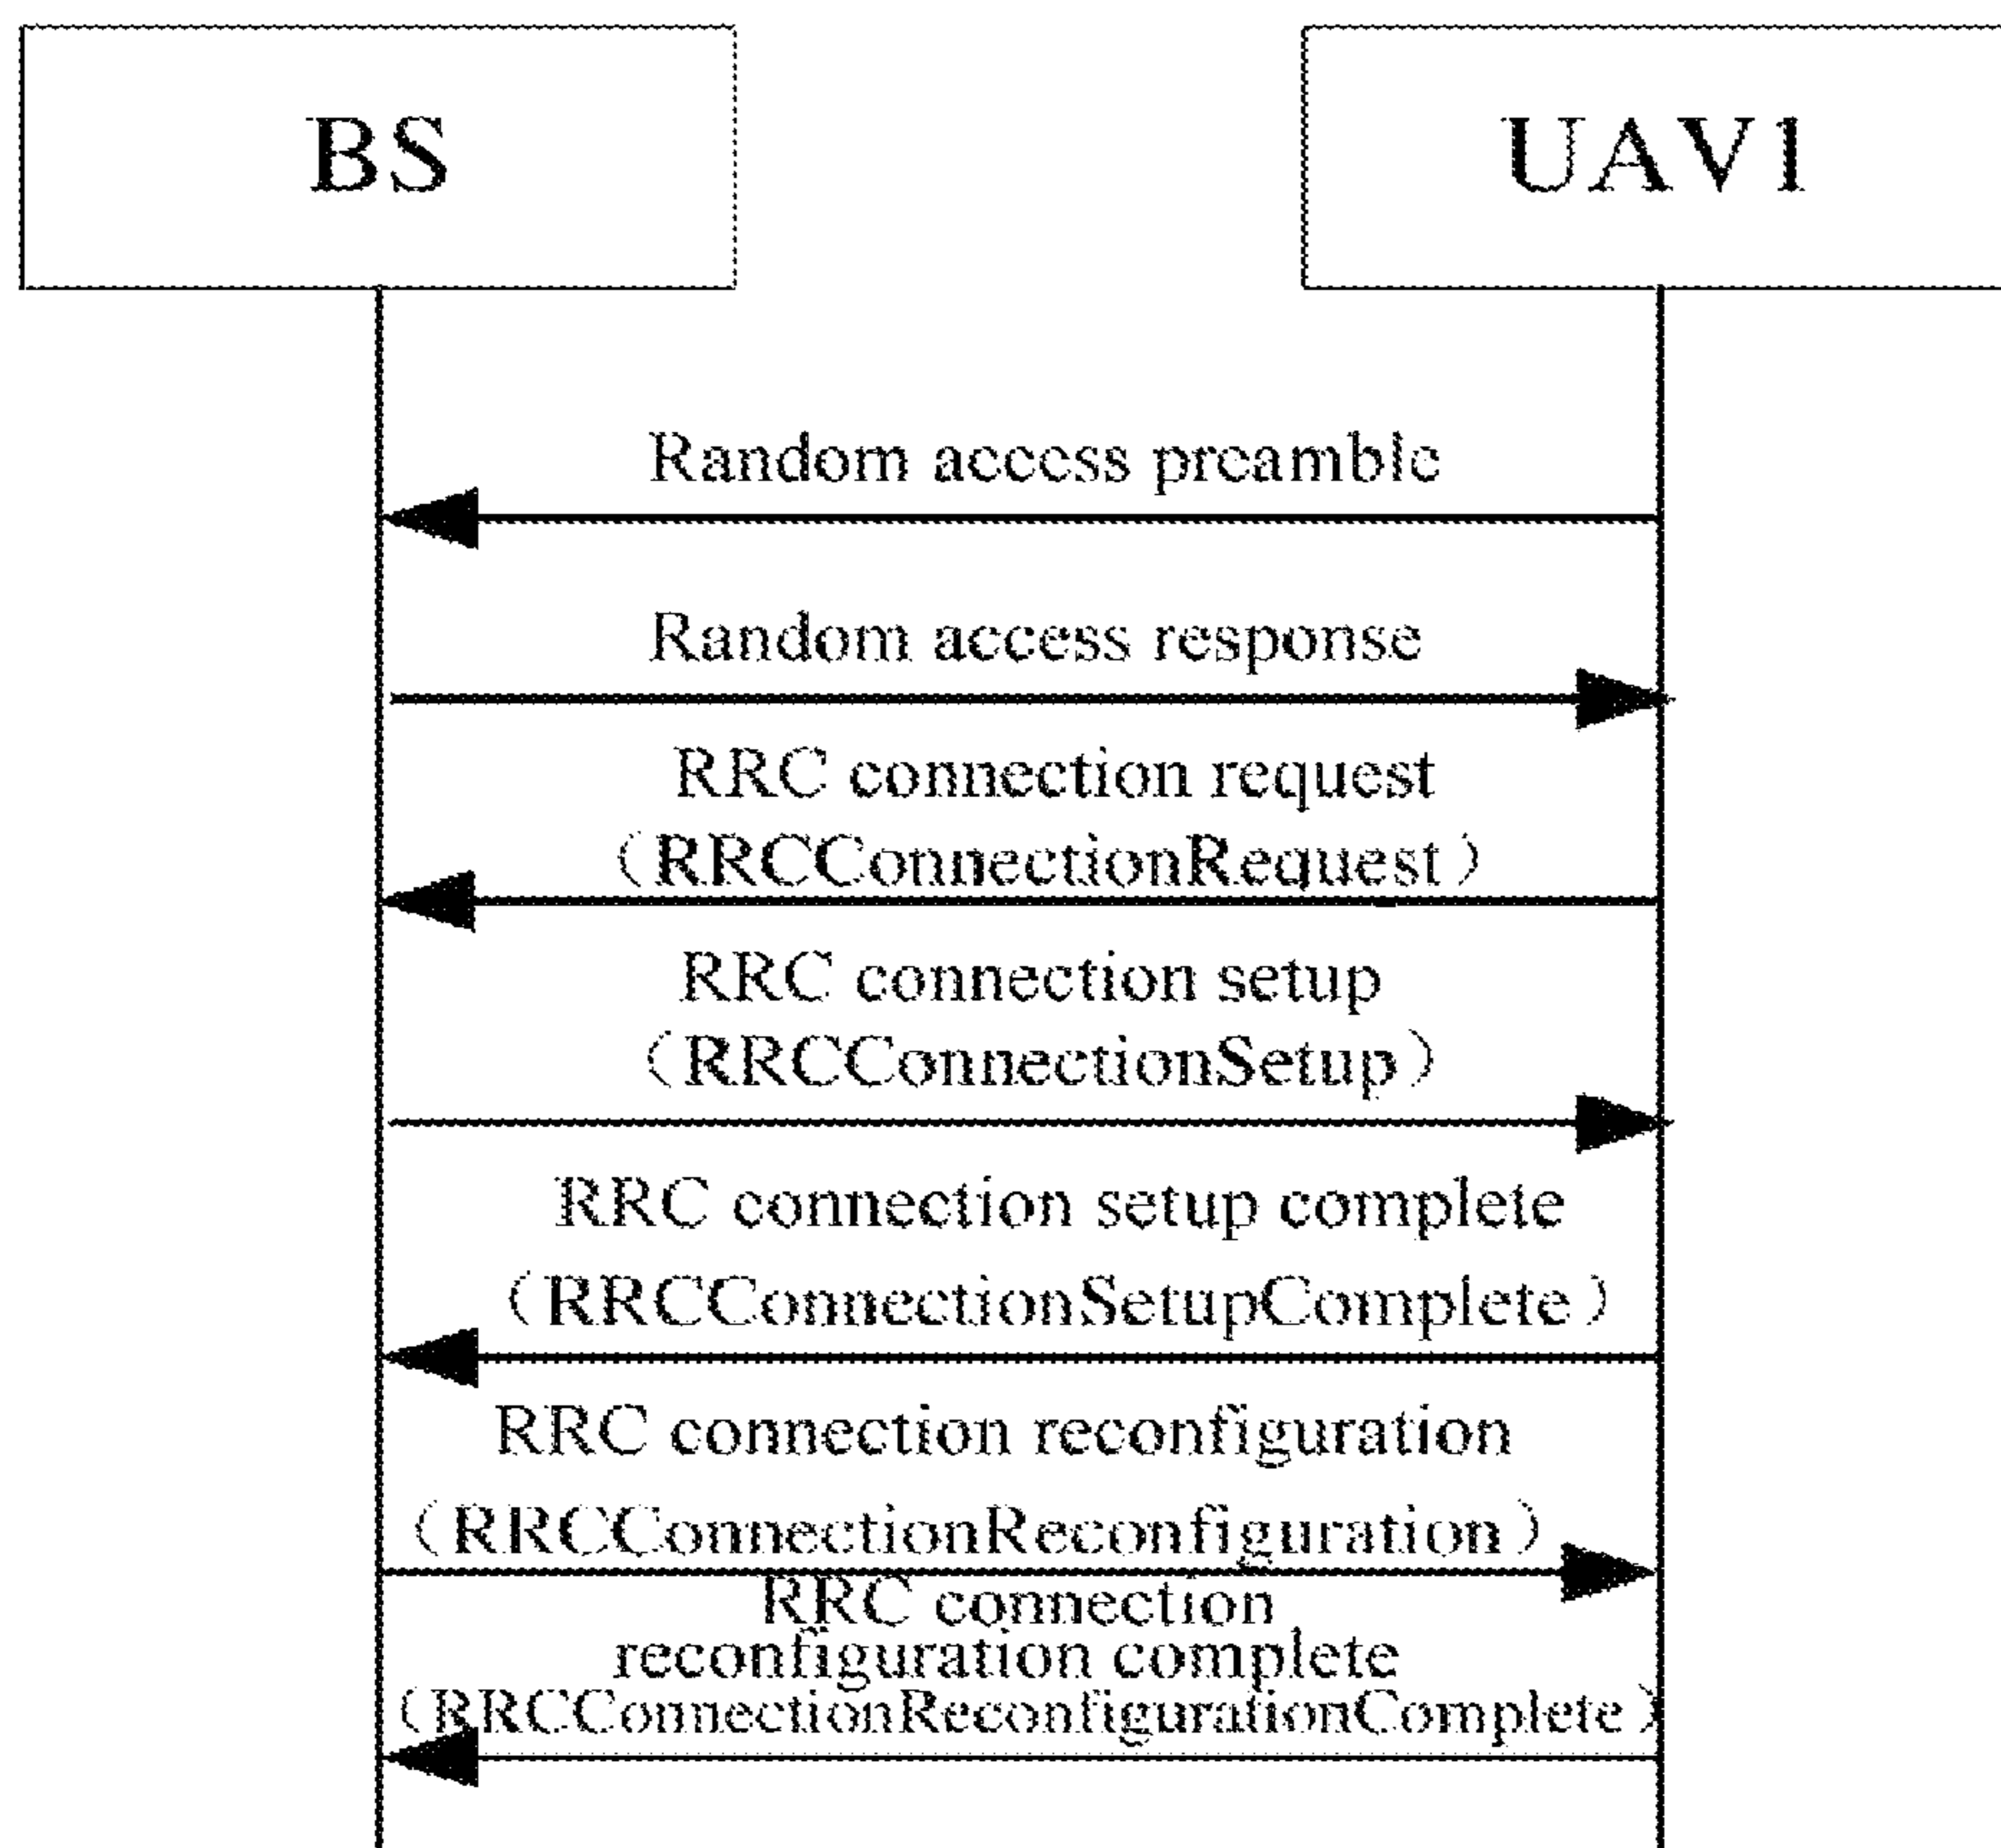 BS
UAV1
Random access preamble
Random access response
RRC connection request
（RRCConnectionRequest）
RRC connection setup
（RRCConnectionSetup）
RRC connection setup complete
（RRCConnectionSetupComplete）
RRC connection reconfiguration
（RRCConnectionReconfiguration）
RRC connection
reconfiguration complete
（RRCConnectionReconfigurationComplete）